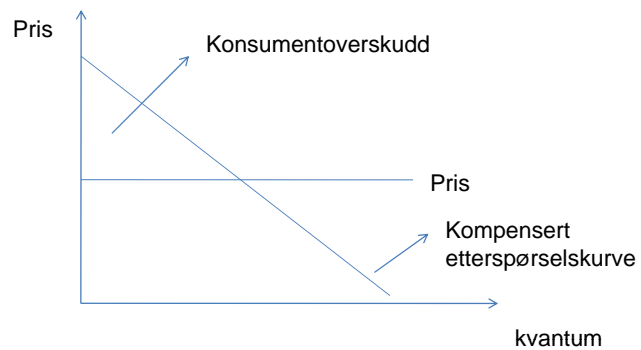 Pris
Konsumentoverskudd
Pris
Kompensert
etterspørselskurve
kvantum